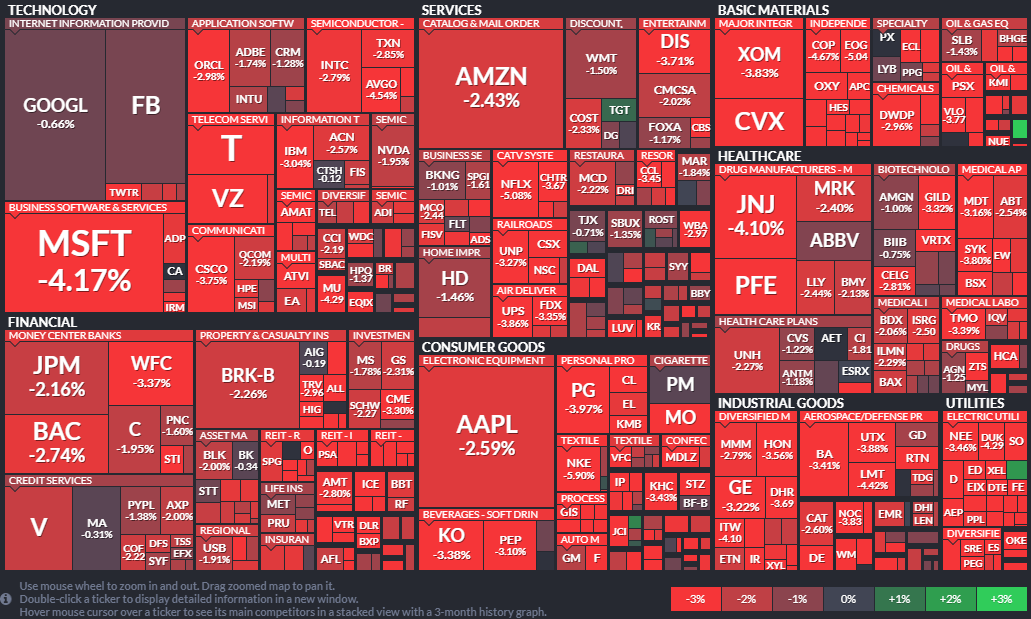 TECHNOLOGY
INTERNET INFORMATION PROVID
GOOGL
-0.66%
FB
TWTR
APPLICATION SOFTW
ORCL
-2.98%
ADBE
-1.74%
CRM
-1.28%
INTU
SEMICONDUCTOR -
INTC
-2.79%
TXN
-2.85%
AVGO
-4.54%
BUSINESS SOFTWARE & SERVICES
MSFT
-4.17%
ADP
CA
IRM
TELECOM SERVI
T
VZ
INFORMATION T
IBM
-3.04%
ACN
-2.57%
CTSH
-0.12
FIS
SEMIC
NVDA
-1.95%
SEMIC
AMAT
DIVERSIF
TEL
SEMIC
ADI
COMMUNICATI
CSCO
-3.75%
QCOM
-2.19%
HPE
MSI
MULTI
ATVI
EA
CCI
-2.19
SBAC
WDC
MU
-4.29
HPQ
-1.37
BR
EQIX
SERVICES
CATALOG & MAIL ORDER
AMZN
-2.43%
DISCOUNT,
WMT
-1.50%
COST
-2.33%
TGT
DG
ENTERTAINM
DIS
-3.71%
CMCSA
-2.02%
FOXA
-1.17%
CBS
BUSINESS SE
BKNG
-1.01%
SPGI
-1.61
MCO
-2.44
FLT
FISV
ADS
CATV SYSTE
NFLX
-5.08%
CHTR
-3.67
RESTAURA
MCD
-2.22%
DRI
RESOR
CCL
-3.45
MAR
-1.84%
RAILROADS
UNP
-3.27%
CSX
NSC
TJX
-0.71%
SBUX
-1.35%
ROST
WBA
-2.97
HOME IMPR
HD
-1.46%
AIR DELIVER
UPS
-3.86%
FDX
-3.35%
DAL
SYY
BBY
LUV
KR
BASIC MATERIALS
MAJOR INTEGR
XOM
-3.83%
CVX
INDEPENDE
COP
-4.67%
EOG
-5.04
OXY
APC
HES
SPECIALTY
PX
ECL
LYB
PPG
CHEMICALS
DWDP
-2.96%
OIL & GAS EQ
SLB
-1.43%
BHGE
OIL &
PSX
VLO
-3.77
OIL &
KMI
NUE
HEALTHCARE
DRUG MANUFACTURERS - M
JNJ
-4.10%
MRK
-2.40%
ABBV
PFE
LLY
-2.44%
BMY
-2.13%
BIOTECHNOLO
AMGN
-1.00%
GILD
-3.32%
BIIB
-0.75%
VRTX
CELG
-2.81%
MEDICAL AP
MDT
-3.16%
ABT
-2.54%
SYK
-3.80%
EW
BSX
HEALTH CARE PLANS
UNH
-2.27%
CVS
-1.22%
AET
CI
-1.81
ANTM
-1.18%
ESRX
MEDICAL I
BDX
-2.06%
ISRG
-2.50
ILMN
-2.29%
BAX
MEDICAL LABO
TMO
-3.39%
IQV
DRUGS
AGN
-1.25
ZTS
MYL
HCA
FINANCIAL
MONEY CENTER BANKS
JPM
-2.16%
WFC
-3.37%
BAC
-2.74%
C
-1.95%
PNC
-1.60%
STI
PROPERTY & CASUALTY INS
BRK-B
-2.26%
AIG
-0.19
TRV
-2.96
ALL
HIG
INVESTMEN
MS
-1.78%
GS
-2.31%
SCHW
-2.27
CME
-3.30%
CREDIT SERVICES
V
MA
-0.31%
PYPL
-1.38%
AXP
-2.00%
COF
-2.22
DFS
SYF
TSS
EFX
ASSET MA
BLK
-2.00%
BK
-0.34
STT
REGIONAL
USB
-1.91%
REIT - R
SPG
O
LIFE INS
MET
PRU
INSURAN
REIT - I
PSA
REIT -
AMT
-2.80%
ICE
BBT
RF
VTR
DLR
BXP
AFL
CONSUMER GOODS
ELECTRONIC EQUIPMENT
AAPL
-2.59%
PERSONAL PRO
PG
-3.97%
CL
EL
KMB
CIGARETTE
PM
MO
TEXTILE
NKE
-5.90%
TEXTILE
VFC
CONFEC
MDLZ
IP
KHC
-3.43%
STZ
BF-B
PROCESS
GIS
BEVERAGES - SOFT DRIN
KO
-3.38%
PEP
-3.10%
AUTO M
GM
F
JCI
INDUSTRIAL GOODS
DIVERSIFIED M
MMM
-2.79%
HON
-3.56%
GE
-3.22%
DHR
-3.69
ITW
-4.10
ETN
IR
XYL
AEROSPACE/DEFENSE PR
BA
-3.41%
UTX
-3.88%
GD
RTN
LMT
-4.42%
TDG
CAT
-2.60%
NOC
-3.83
EMR
DHI
LEN
DE
WM
UTILITIES
ELECTRIC UTILI
NEE
-3.46%
DUK
-4.29
SO
D
ED
XEL
EIX
DTE
FE
AEP
PPL
DIVERSIFIE
SRE
ES
PEG
OKE
Use mouse wheel to zoom in and out. Drag zoomed map to pan it.
Double-click a ticker to display detailed information in a new window.
Hover mouse cursor over a ticker to see its main competitors in a stacked view with a 3-month history graph.
-3%
-2%
-1%
0%
+1%
+2%
+3%